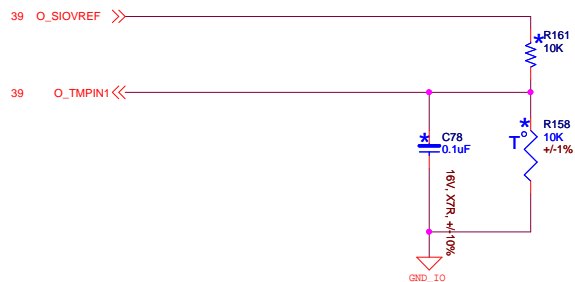 39 O_SIOVREF
R161
10K
39 O_TMPIN1
C78
0.1uF
16V, X7R, +/-10%
T°
R158
10K
+/-1%
GND_IO